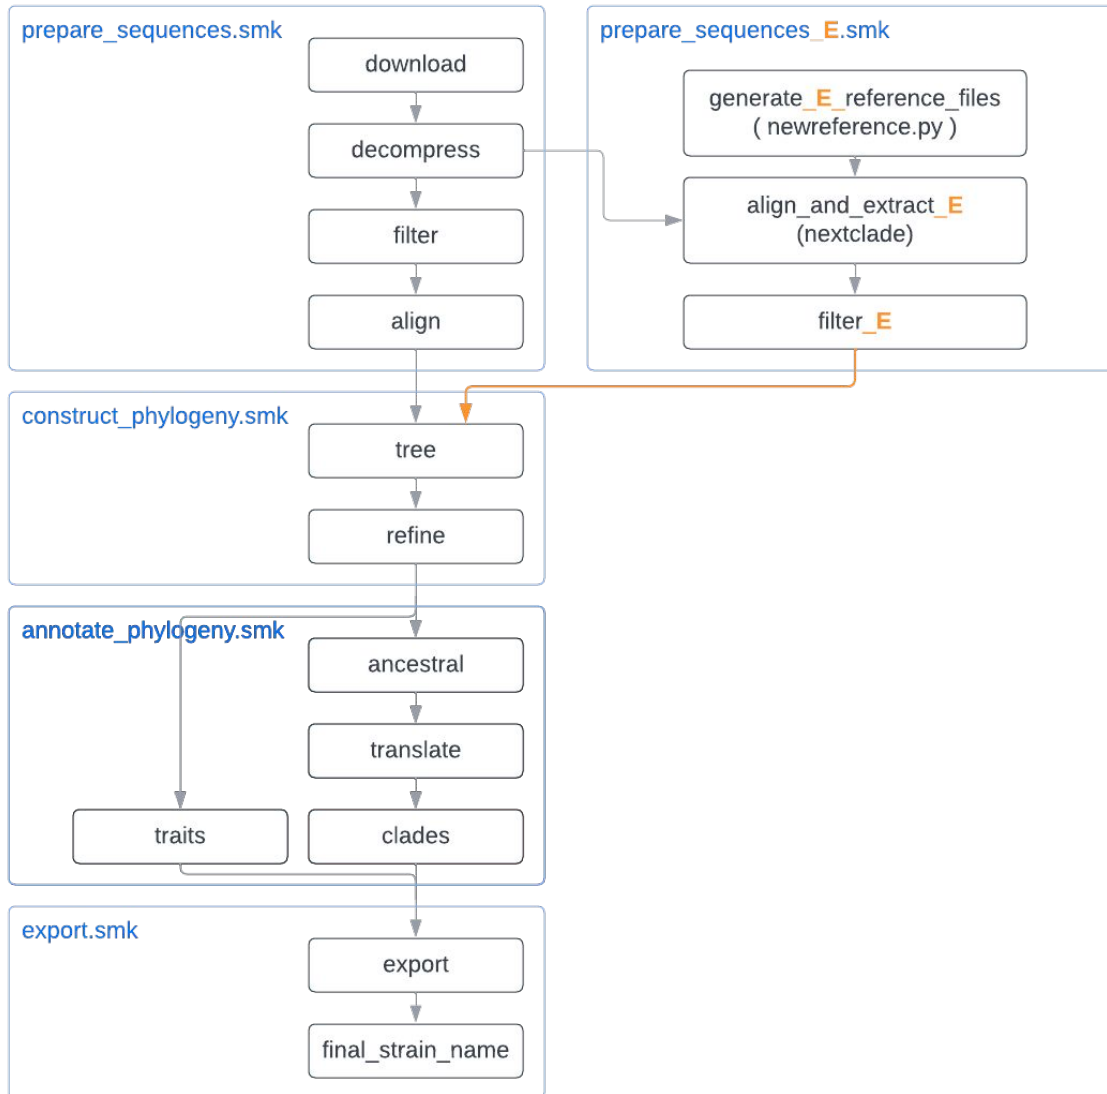 prepare_sequences.smk
download
decompress
filter
align
prepare_sequences_E.smk
generate_E_reference_files
( newreference.py )
align_and_extract_E
(nextclade)
filter_E
construct_phylogeny.smk
tree
refine
annotate_phylogeny.smk
ancestral
translate
traits
clades
export.smk
export
final_strain_name